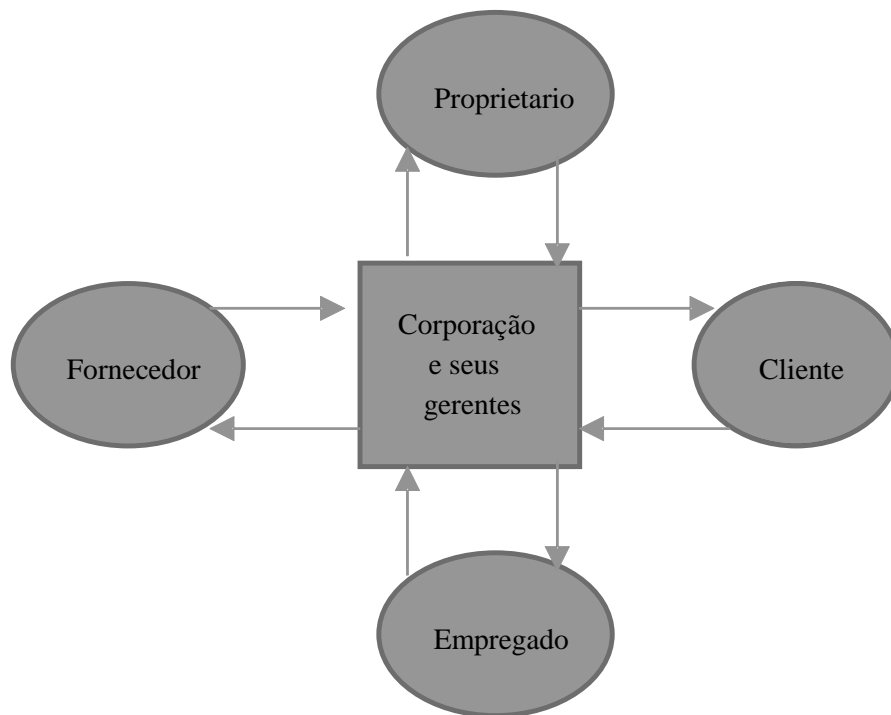 Proprietario
Fornecedor
Corporação
e seus
gerentes
Cliente
Empregado